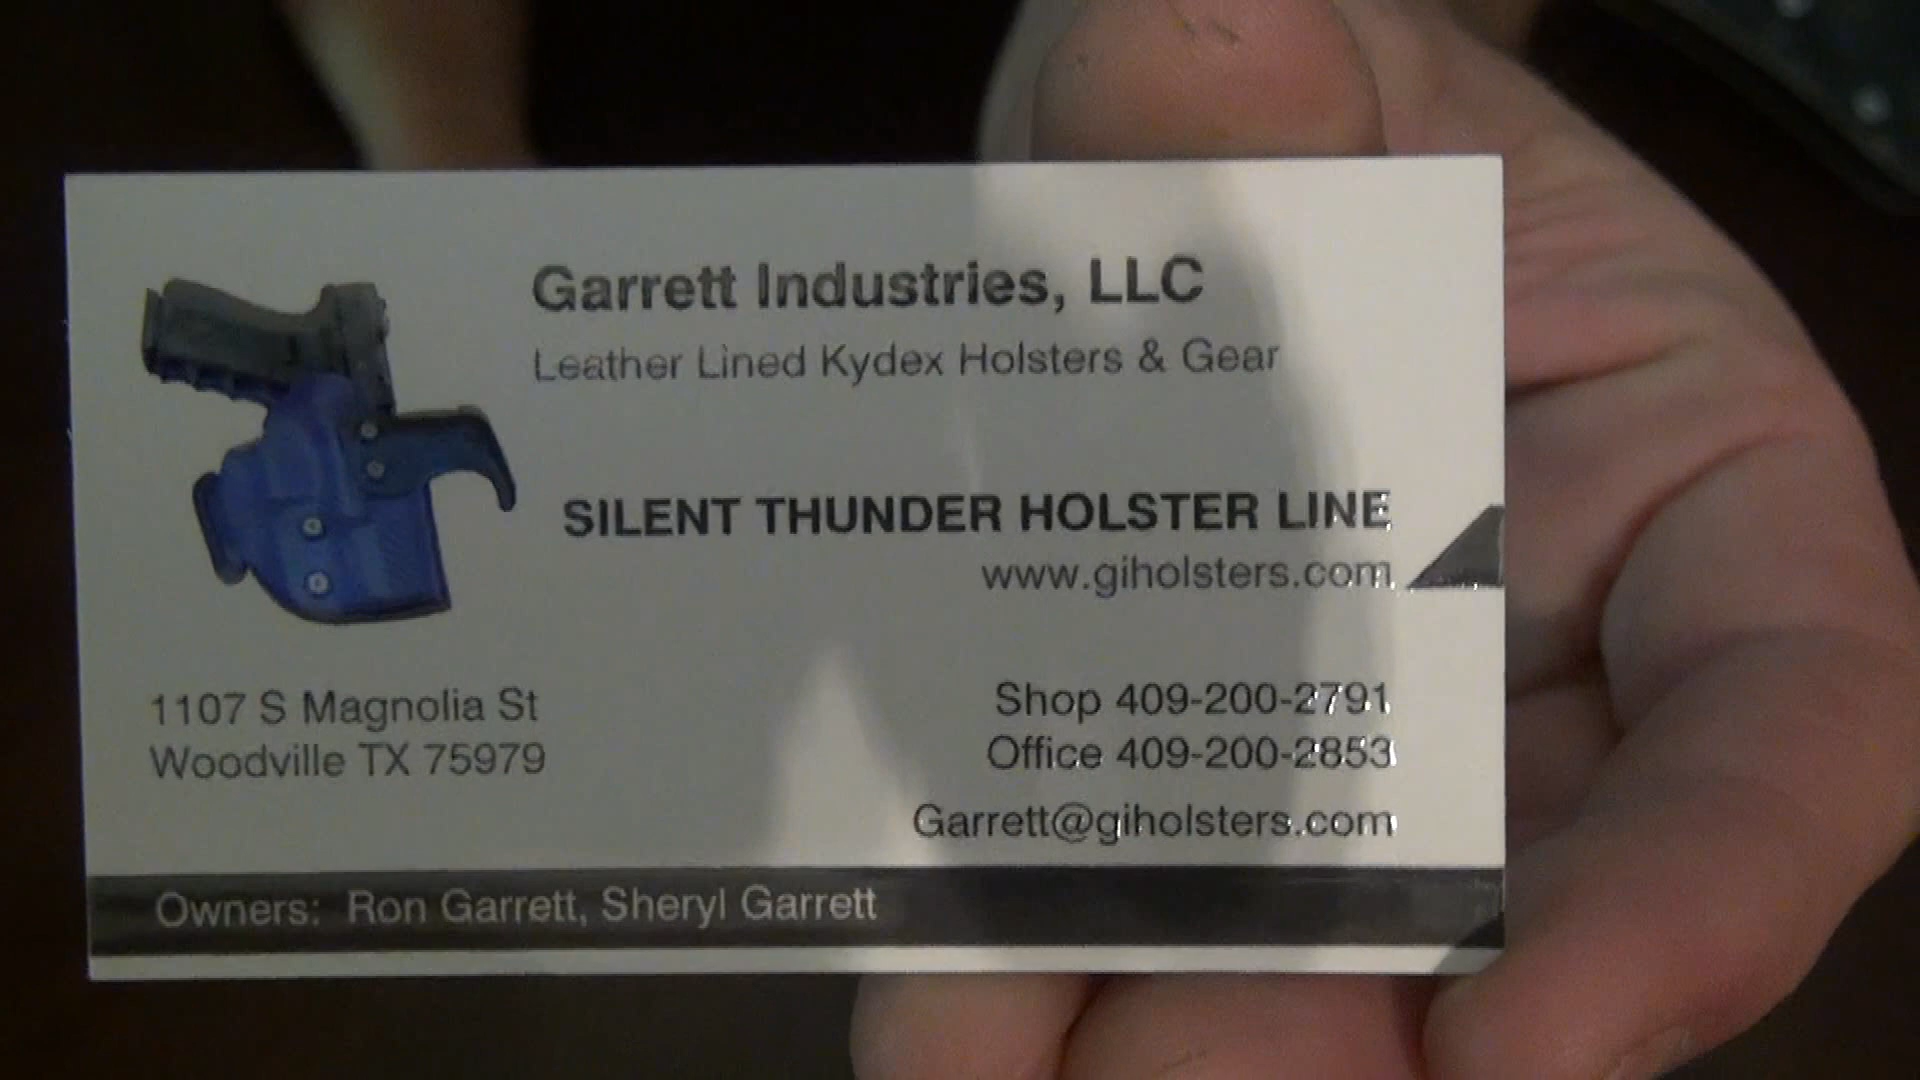 Garrett Industries, LLC
Leather Lined Kydex Holsters & Gear
SILENT THUNDER HOLSTER LINE
www.giholsters.com
1107 S Magnolia St
Woodville TX 75979
Shop 409-200-2791
Office 409-200-2853
Garrett@giholsters.com
Owners: Ron Garrett, Sheryl Garrett